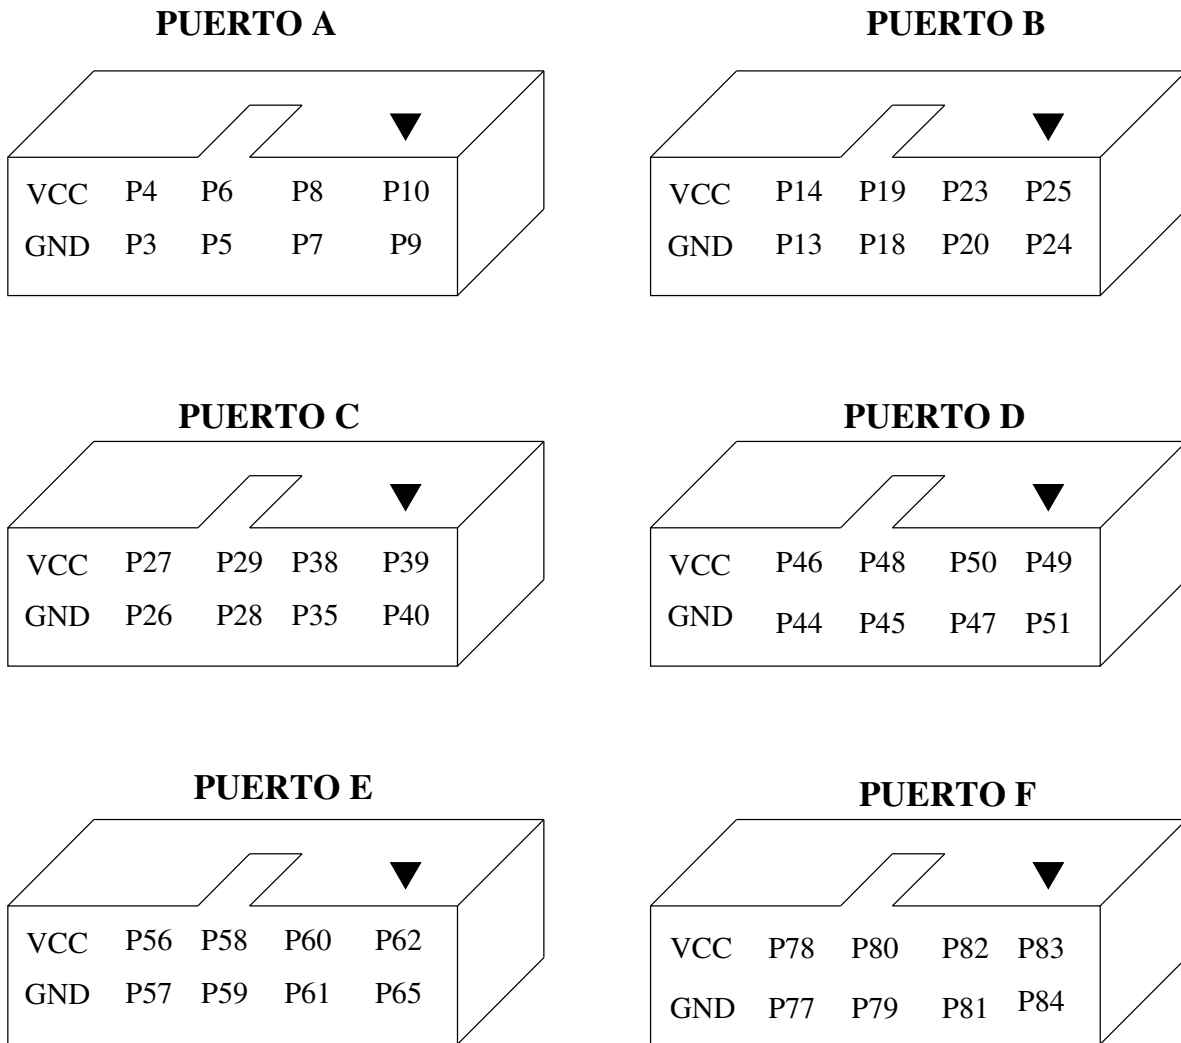 PUERTO A
VCC P4 P6 P8 P10
GND P3 P5 P7 P9
PUERTO B
VCC P14 P19 P23 P25
GND P13 P18 P20 P24
PUERTO C
VCC P27 P29 P38 P39
GND P26 P28 P35 P40
PUERTO D
VCC P46 P48 P50 P49
GND P44 P45 P47 P51
PUERTO E
VCC P56 P58 P60 P62
GND P57 P59 P61 P65
PUERTO F
VCC P78 P80 P82 P83
GND P77 P79 P81 P84